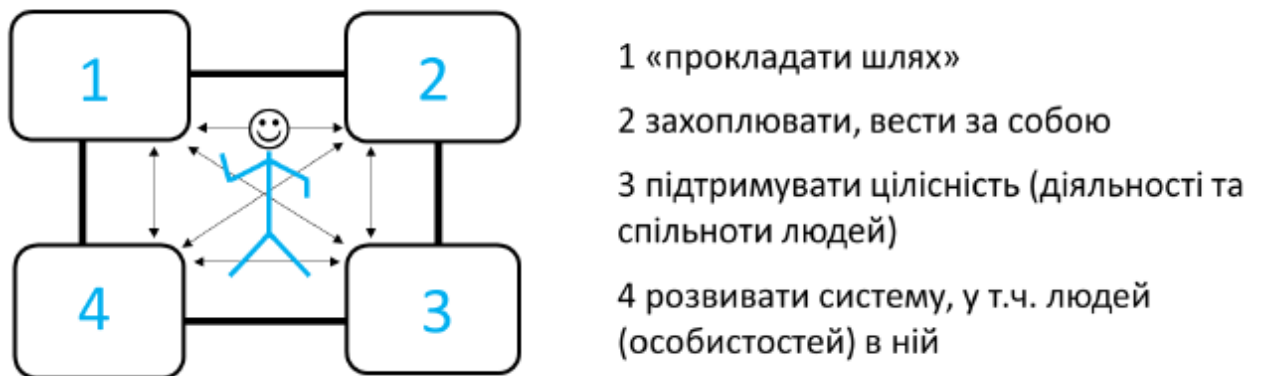 1
2
4
3
1 «прокладати шлях»
2 захоплювати, вести за собою
3 підтримувати цілісність (діяльності та
спільноти людей)
4 розвивати систему, у т.ч. людей
(особистостей) в ній